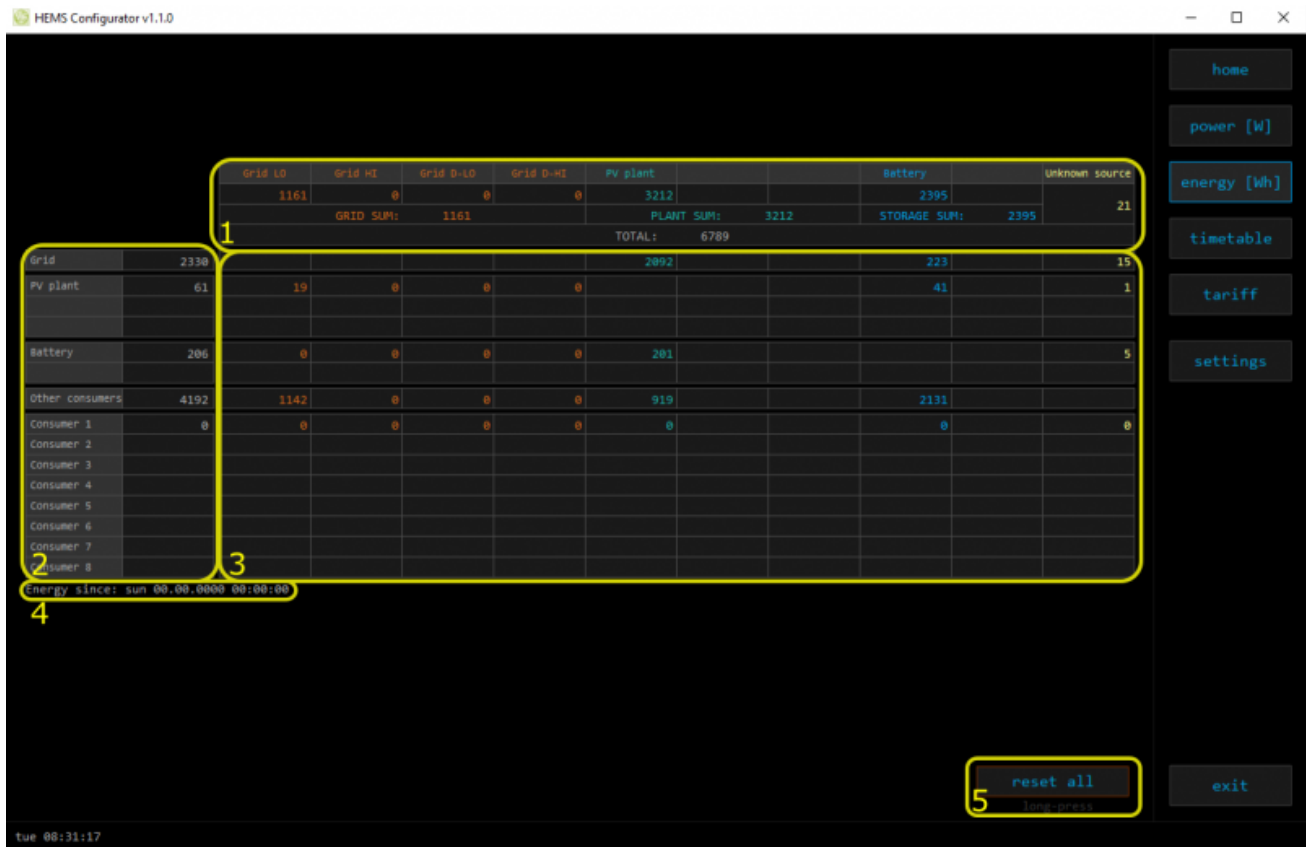 HEMS Configurator v1.1.0
home
power [W]
energy [Wh]
timetable
tariff
settings
Grid LO Grid HI Grid D-LO Grid D-HI PV plant Battery Unknown source
1161 0 0 0 3212 2395 21
GRID SUM: 1161 PLANT SUM: 3212 STORAGE SUM: 2395
1
TOTAL: 6789
Grid 2330 2092 223 15
PV plant 61 19 0 0 0 41 1
Battery 206 0 0 0 0 201 5
Other consumers 4192 1142 0 0 0 919 2131
Consumer 1 0 0 0 0 0 0 0 0
Consumer 2
Consumer 3
Consumer 4
Consumer 5
Consumer 6
Consumer 7
2 3
Consumer 8
Energy since: sun 00.00.0000 00:00:00
4
reset all
5
long-press
exit
tue 08:31:17